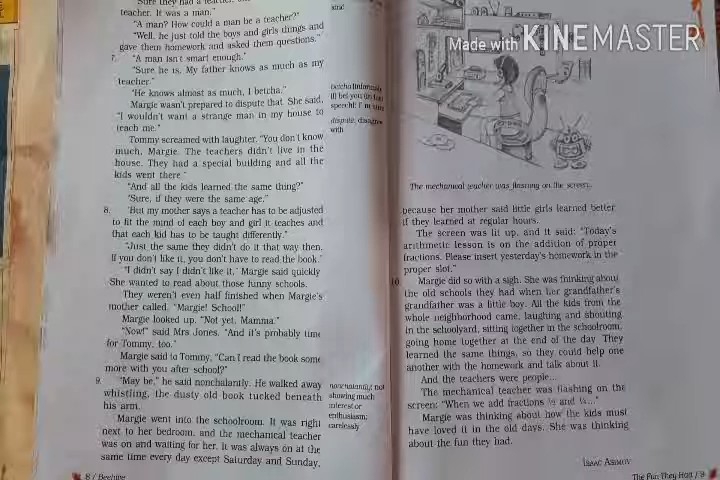 teacher. It was a man."
"A man? How could a man be a teacher?"
"Well, he just told the boys and girls things and
gave them homework and asked them questions."
7. "A man isn't smart enough."
"Sure he is. My father knows as much as my
teacher."
"He knows almost as much, I betcha."
Margie wasn't prepared to dispute that. She said,
"I wouldn't want a strange man in my house to
teach me."
Tommy screamed with laughter. "You don't know
much, Margie. The teachers didn't live in the
house. They had a special building and all the
kids went there."
"And all the kids learned the same thing?"
"Sure, if they were the same age."
8. "But my mother says a teacher has to be adjusted
to fit the mind of each boy and girl it teaches and
that each kid has to be taught differently."
"Just the same they didn't do it that way then.
If you don't like it, you don't have to read the book."
"I didn't say I didn't like it," Margie said quickly.
She wanted to read about those funny schools.
They weren't even half finished when Margie's
mother called, "Margie! School!"
Margie looked up. "Not yet, Mamma."
"Now!" said Mrs Jones. "And it's probably time
for Tommy, too."
Margie said to Tommy, "Can I read the book some
more with you after school?"
9. "May be," he said nonchalantly. He walked away
whistling, the dusty old book tucked beneath
his arm.
Margie went into the schoolroom. It was right
next to her bedroom, and the mechanical teacher
was on and waiting for her. It was always on at the
same time every day except Saturday and Sunday,
8 / Beehive
betcha (informal
speech): I'm sure
dispute: disagree
with
nonchalantly: not
showing much
interest or
enthusiasm;
carelessly
Made with KINEMASTER
The mechanical teacher was flashing on the screen.
because her mother said little girls learned better
if they learned at regular hours.
The screen was lit up, and it said: "Today's
arithmetic lesson is on the addition of proper
fractions. Please insert yesterday's homework in the
proper slot."
10. Margie did so with a sigh. She was thinking about
the old schools they had when her grandfather's
grandfather was a little boy. All the kids from the
whole neighborhood came, laughing and shouting
in the schoolyard, sitting together in the schoolroom,
going home together at the end of the day. They
learned the same things, so they could help one
another with the homework and talk about it.
And the teachers were people...
The mechanical teacher was flashing on the
screen: "When we add fractions ½ and ¼..."
Margie was thinking about how the kids must
have loved it in the old days. She was thinking
about the fun they had.
ISAAC ASIMOV
The Fun They Had / 9